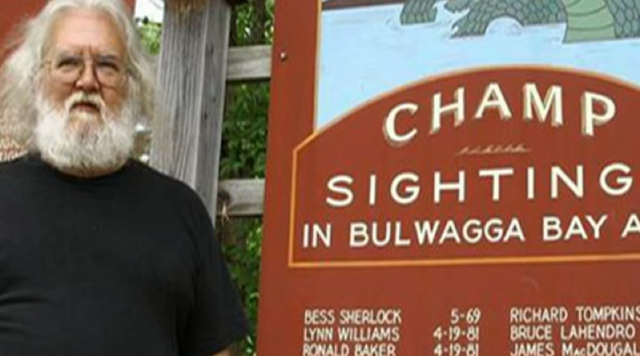 CHAMP
SIGHTING
IN BULWAGGA BAY A
BESS SHERLOCK 5-69 RICHARD TOMPKINS
LYNN WILLIAMS 4-19-81 BRUCE LAHENDRO
RONALD BAKER 4-19-81 JAMES MACDOUGAL